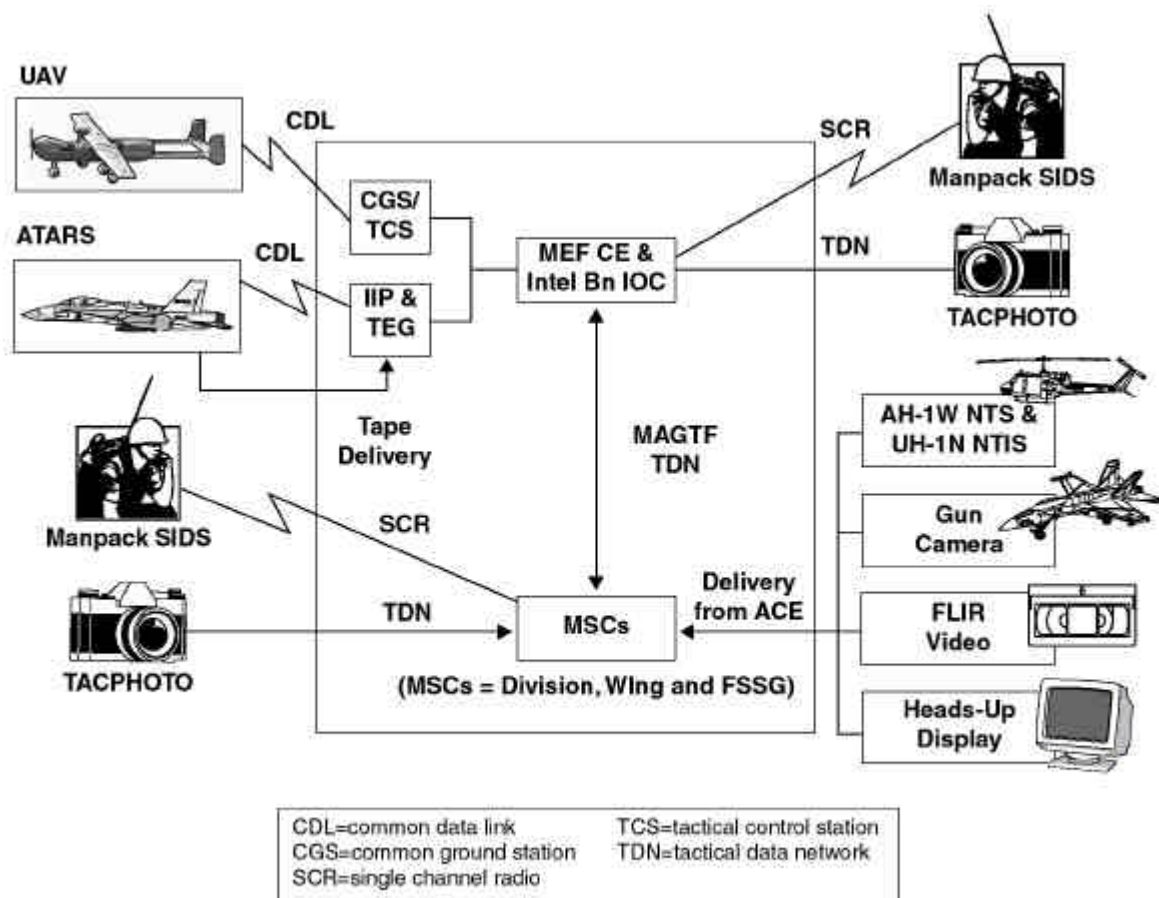 UAV
CDL
SCR
CGS/
TCS
Manpack SIDS
ATARS
CDL
MEF CE &
Intel Bn IOC
TDN
IIP &
TEG
TACPHOTO
Tape
Delivery
MAGTF
TDN
AH-1W NTS &
UH-1N NTIS
Manpack SIDS
SCR
Gun
Camera
TDN
MSCs
Delivery
from ACE
FLIR
Video
TACPHOTO
(MSCs = Division, WIng and FSSG)
Heads-Up
Display
CDL=common data link
TCS=tactical control station
CGS=common ground station
TDN=tactical data network
SCR=single channel radio